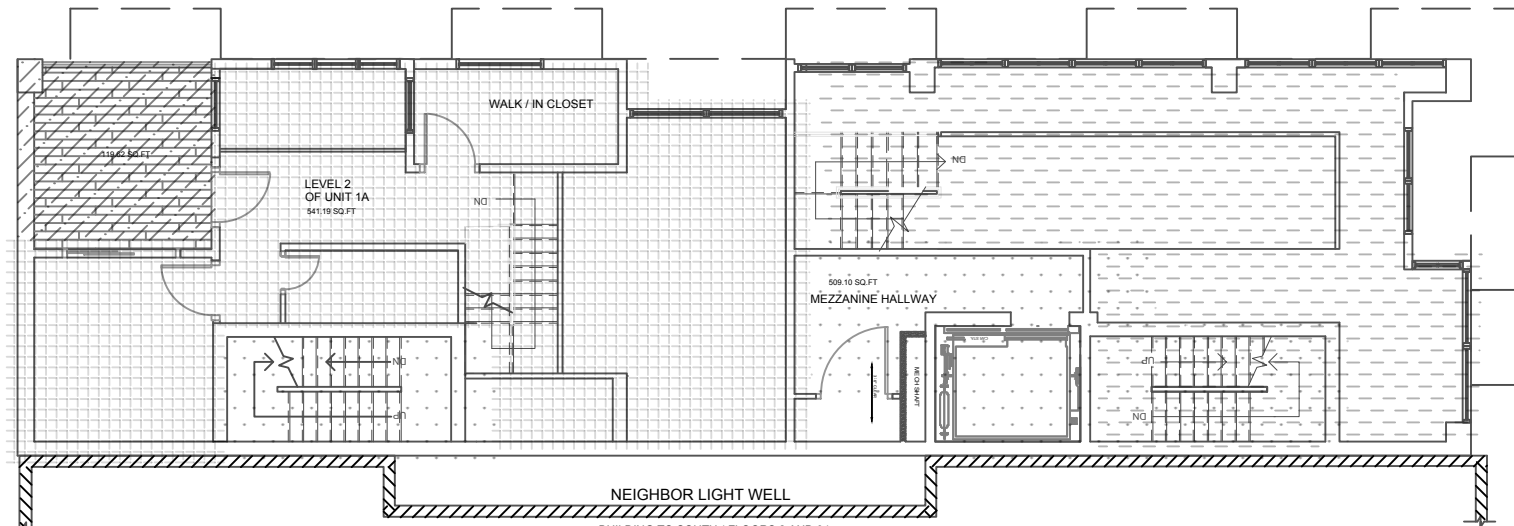 WALK / IN CLOSET
119.62 SQ.FT
LEVEL 2
OF UNIT 1A
541.19 SQ.FT
DN
DN
509.10 SQ.FT
MEZZANINE HALLWAY
DN
UP
MECH SHAFT
UP
DN
NEIGHBOR LIGHT WELL